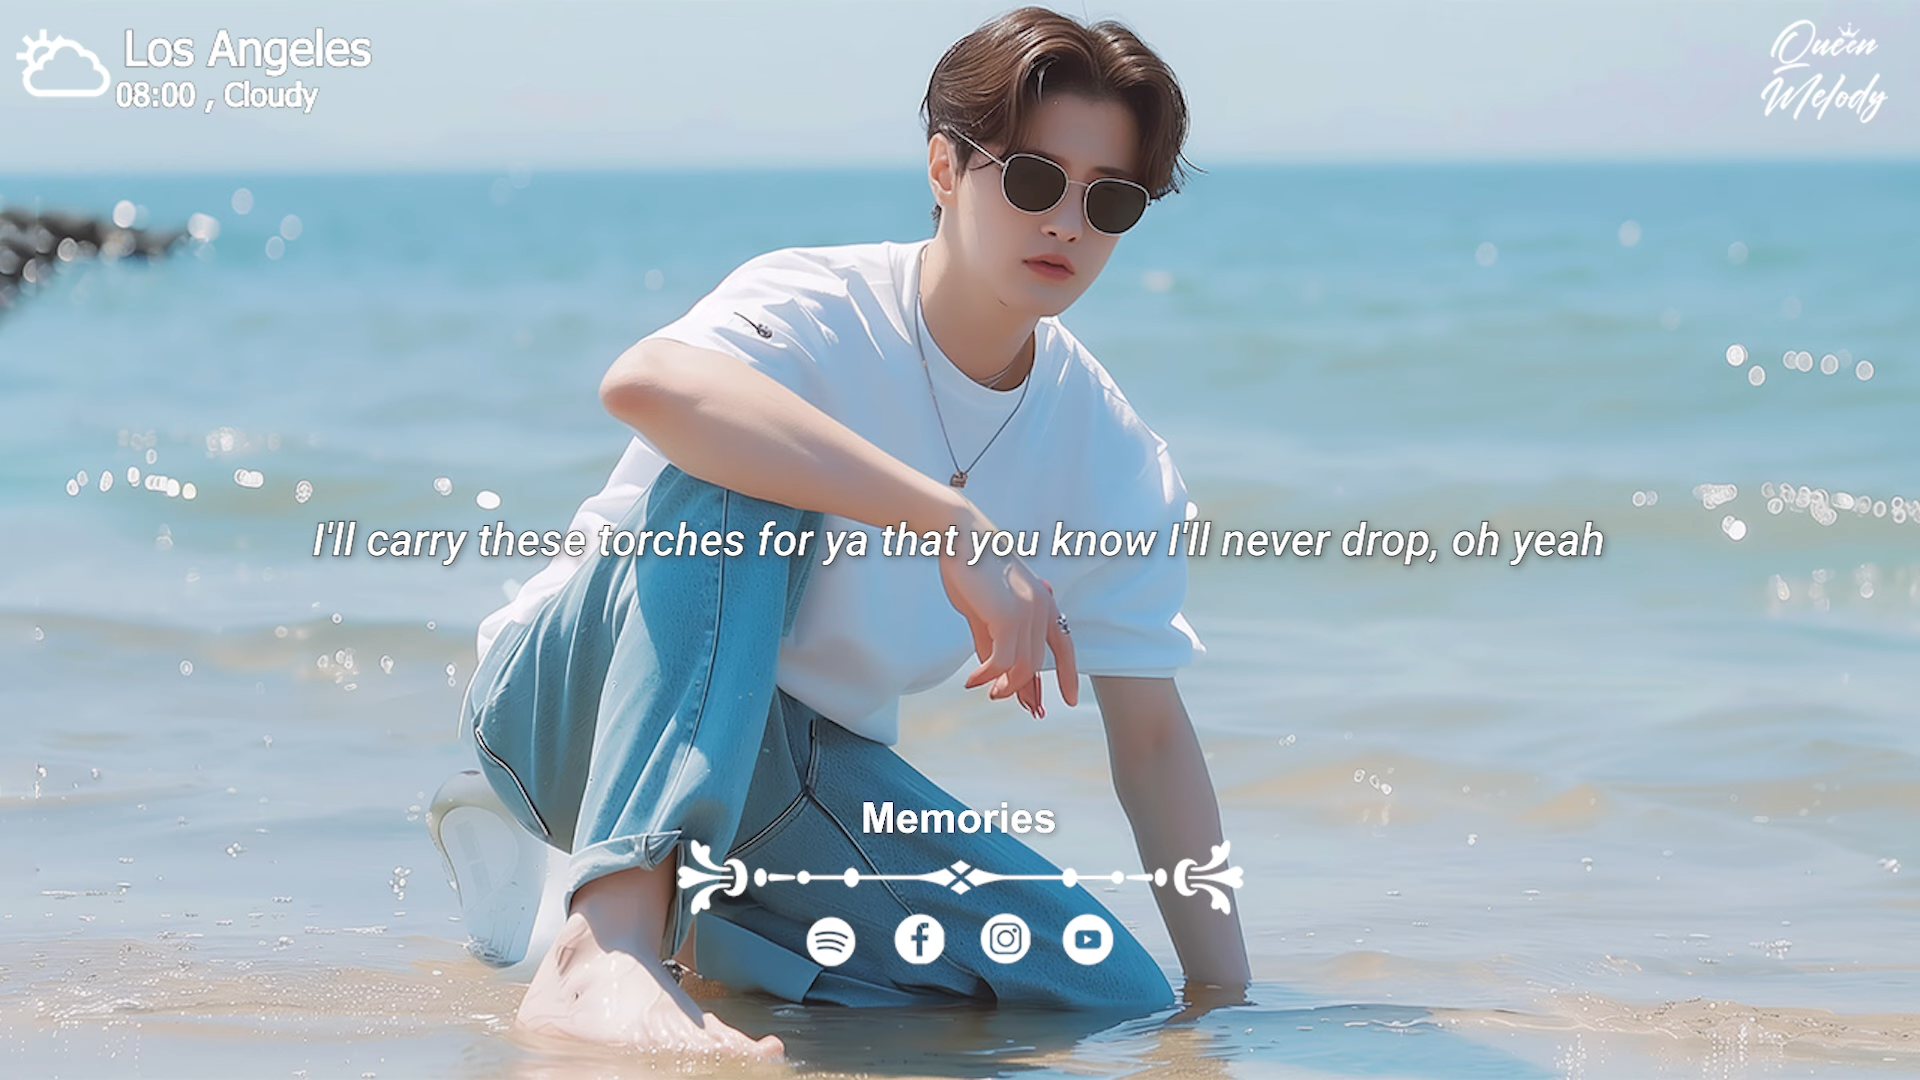 Los Angeles
08:00 , Cloudy
Queen
Melody
I'll carry these torches for ya that you know I'll never drop, oh yeah
Memories